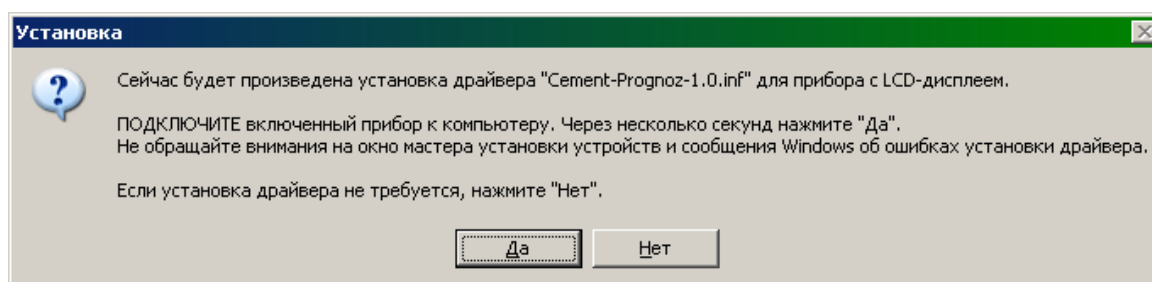 Установка
Сейчас будет произведена установка драйвера "Cement-Prognoz-1.0.inf" для прибора с LCD-дисплеем.
ПОДКЛЮЧИТЕ включенный прибор к компьютеру. Через несколько секунд нажмите "Да".
Не обращайте внимания на окно мастера установки устройств и сообщения Windows об ошибках установки драйвера.
Если установка драйвера не требуется, нажмите "Нет".
Да Нет